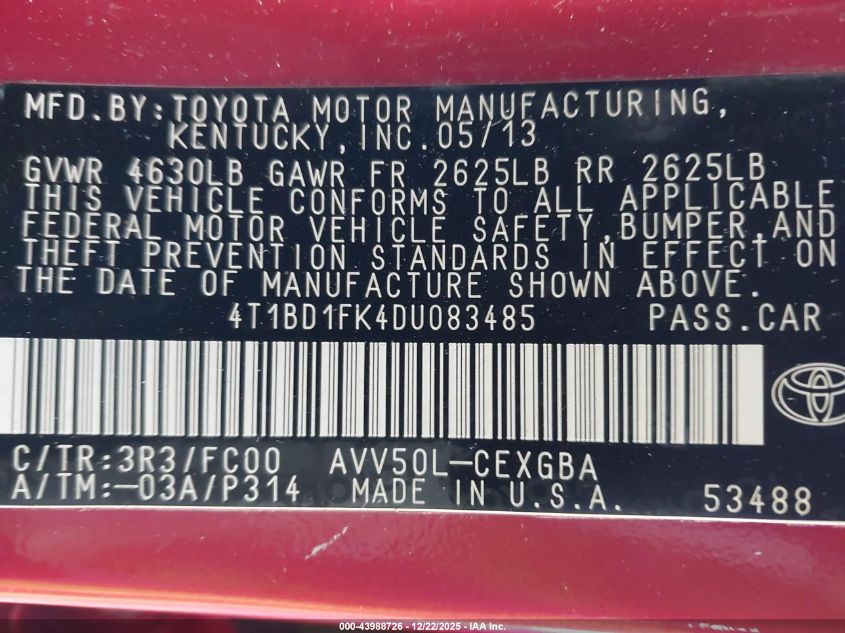 MFD. BY: TOYOTA MOTOR MANUFACTURING,
KENTUCKY, INC. 05/13
GVWR 4630LB GAWR FR 2625LB RR 2625LB
THIS VEHICLE CONFORMS TO ALL APPLICABLE
FEDERAL MOTOR VEHICLE SAFETY, BUMPER, AND
THEFT PREVENTION STANDARDS IN EFFECT ON
THE DATE OF MANUFACTURE SHOWN ABOVE.
4T1BD1FK4DU083485 PASS.CAR
C/TR:3R3/FC00 AVV50L-CEXGBA
A/TM:-03A/P314 MADE IN U.S.A. 53488
000-43988726 - 12/22/2025 - IAA Inc.